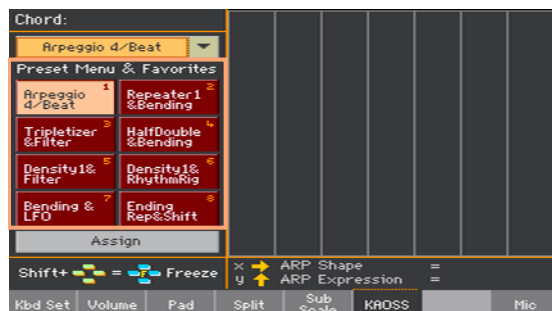 Chord:
Arpeggio 4/Beat
Preset Menu & Favorites
Arpeggio 1
4/Beat
Repeater1 2
&Bending
Tripletizer 3
&Filter
HalfDouble 4
&Bending
Density1& 5
Filter
Density1& 6
RhythmRig
Bending & 7
LFO
Ending 8
Rep&Shift
Assign
Shift+ = F Freeze
x ARP Shape =
y ARP Expression =
Kbd Set Volume Pad Split Sub Scale KAOSS Mic